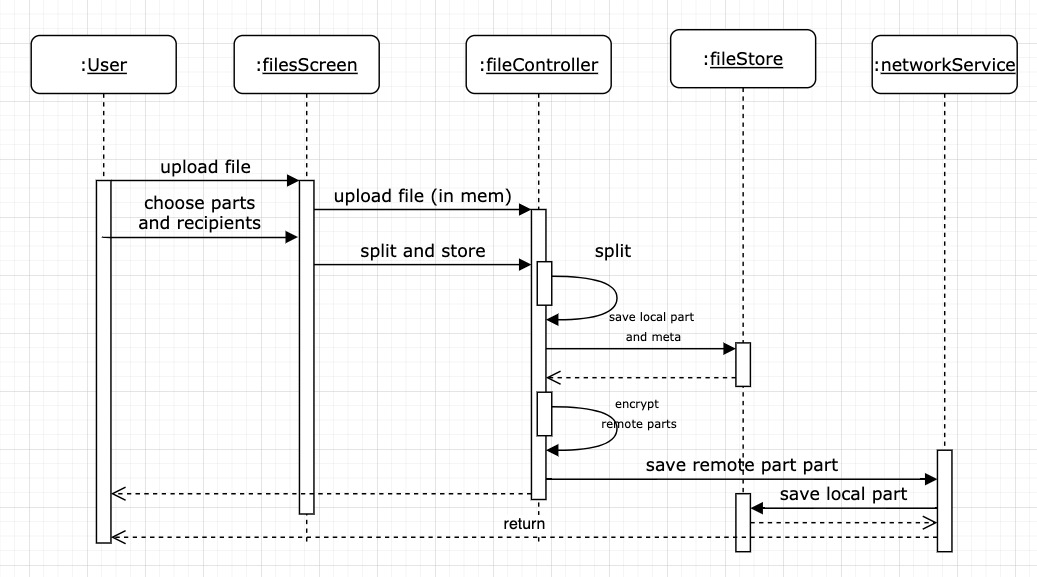 :User
:filesScreen
:fileController
:fileStore
:networkService
upload file
choose parts
and recipients
upload file (in mem)
split and store
split
save local part
and meta
encrypt
remote parts
save remote part part
save local part
return